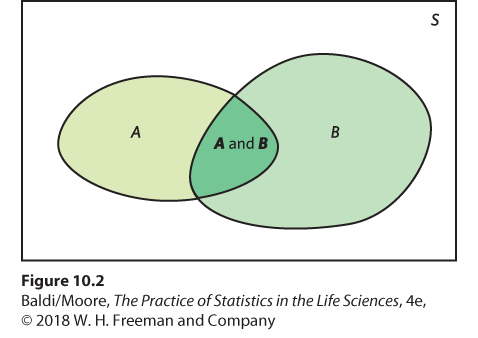 S
A
A and B
B
Figure 10.2
Baldi/Moore, The Practice of Statistics in the Life Sciences, 4e,
© 2018 W. H. Freeman and Company